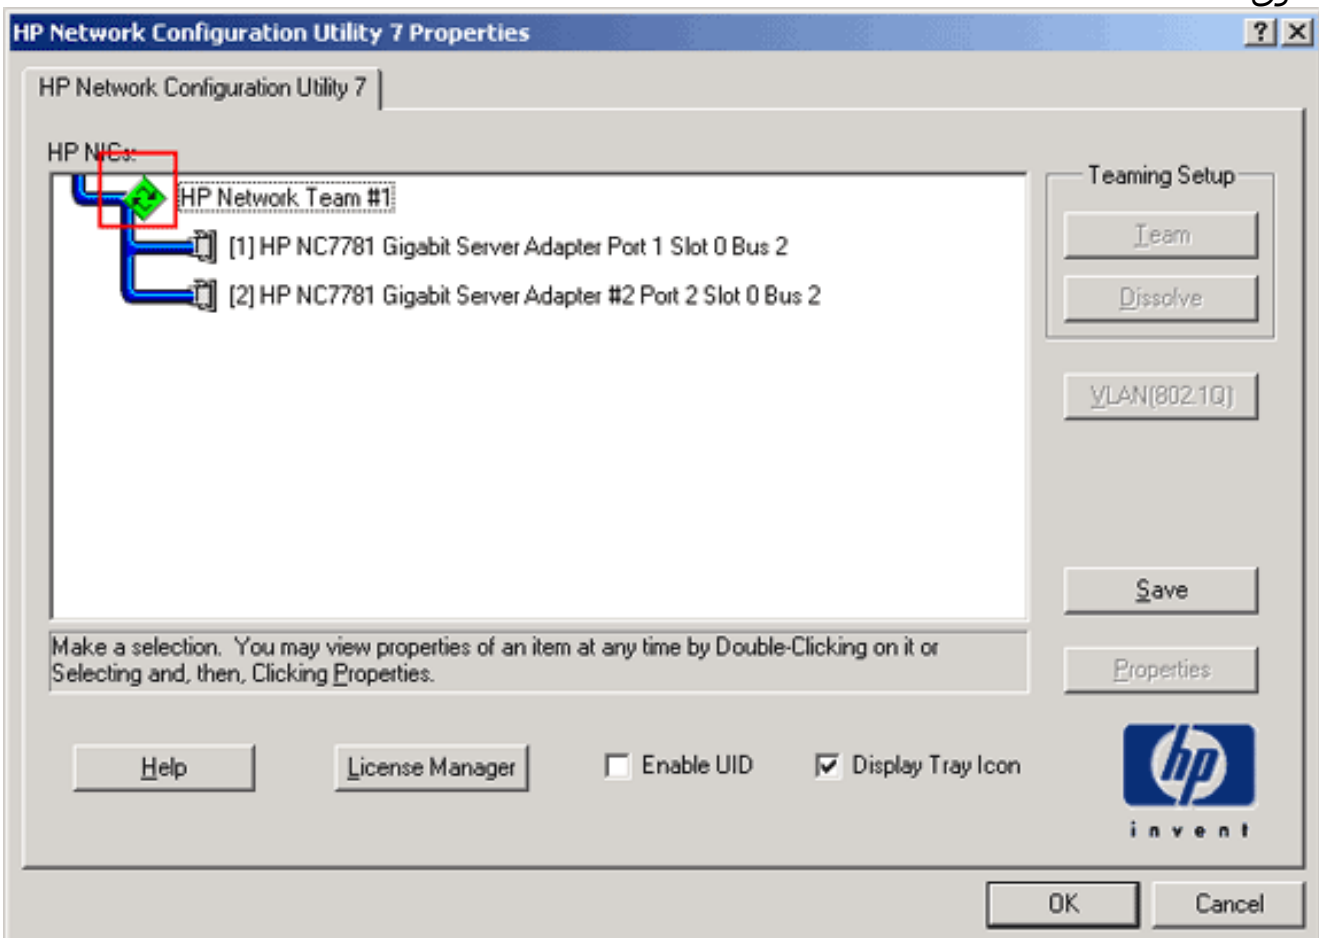 HP Network Configuration Utility 7 Properties
HP Network Configuration Utility 7
HP NICs:
HP Network Team #1
[1] HP NC7781 Gigabit Server Adapter Port 1 Slot 0 Bus 2
[2] HP NC7781 Gigabit Server Adapter #2 Port 2 Slot 0 Bus 2
Teaming Setup
Team
Dissolve
VLAN(802.1Q)
Save
Make a selection. You may view properties of an item at any time by Double-Clicking on it or
Selecting and, then, Clicking Properties.
Properties
Help
License Manager
Enable UID
Display Tray Icon
hp
invent
OK
Cancel